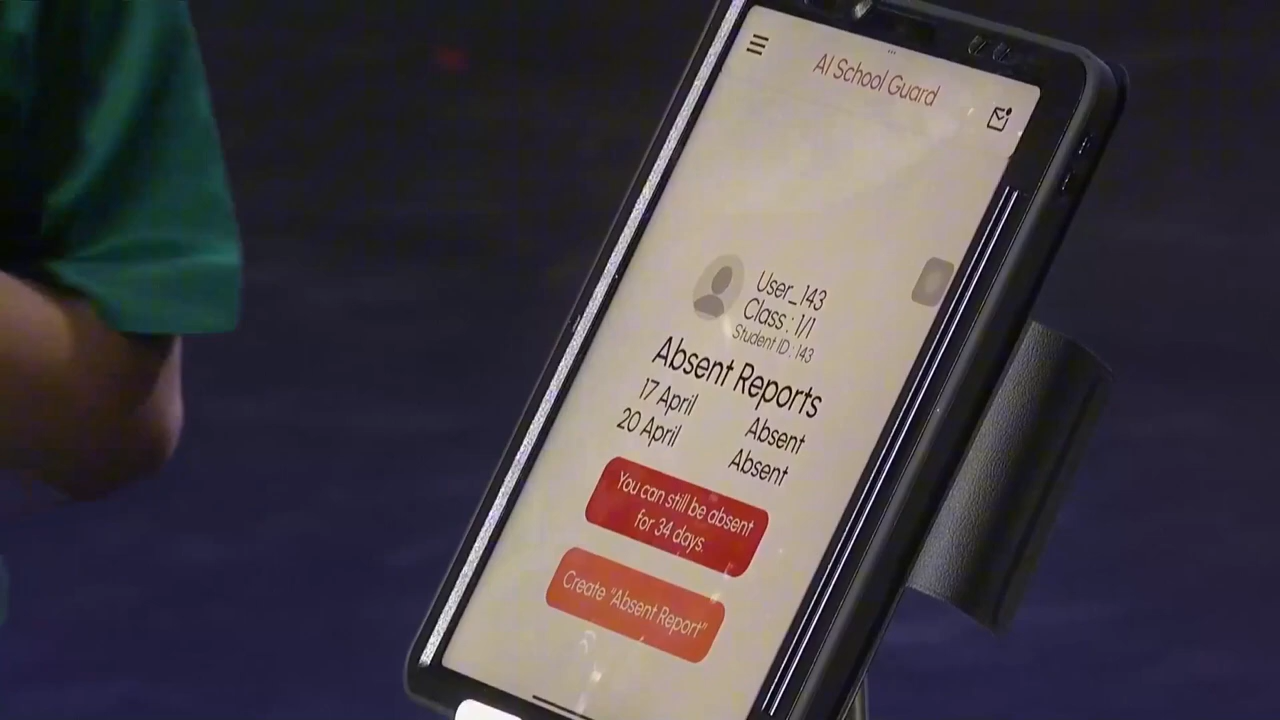 AI School Guard
User_143
Class : 1/1
Student ID : 143
Absent Reports
17 April Absent
20 April Absent
You can still be absent
for 34 days.
Create "Absent Report"